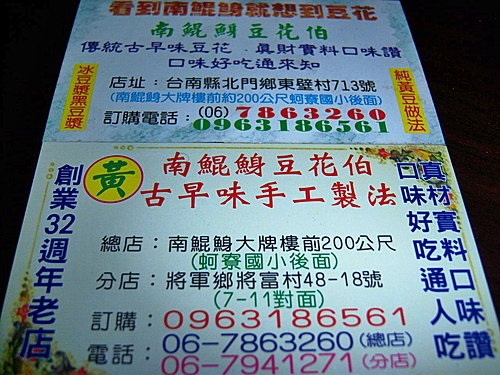 看到南鯤鯓就想到豆花
南鯤鯓豆花伯
傳統古早味豆花、真財實料口味讚
口味好吃通來知
冰豆漿黑豆漿
店址：台南縣北門鄉東壁村713號
(南鯤鯓大牌樓前約200公尺蚵寮國小後面)
訂購電話：(06)7863260
0963186561
純黃豆做法
創業32週年老店
黃
南鯤鯓豆花伯
古早味手工製法
總店：南鯤鯓大牌樓前200公尺
(蚵寮國小後面)
分店：將軍鄉將富村48-18號
(7-11對面)
訂購：0963186561
電話：06-7863260(總店)
06-7941271(分店)
真材實料口味
口味好吃通人吃讚